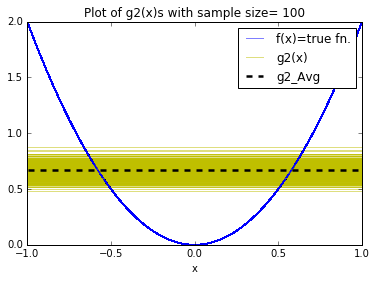 Plot of g2(x)s with sample size= 100
2.0
f(x)=true fn.
g2(x)
g2_Avg
1.5
1.0
0.5
0.0
−1.0 −0.5 0.0 0.5 1.0
x